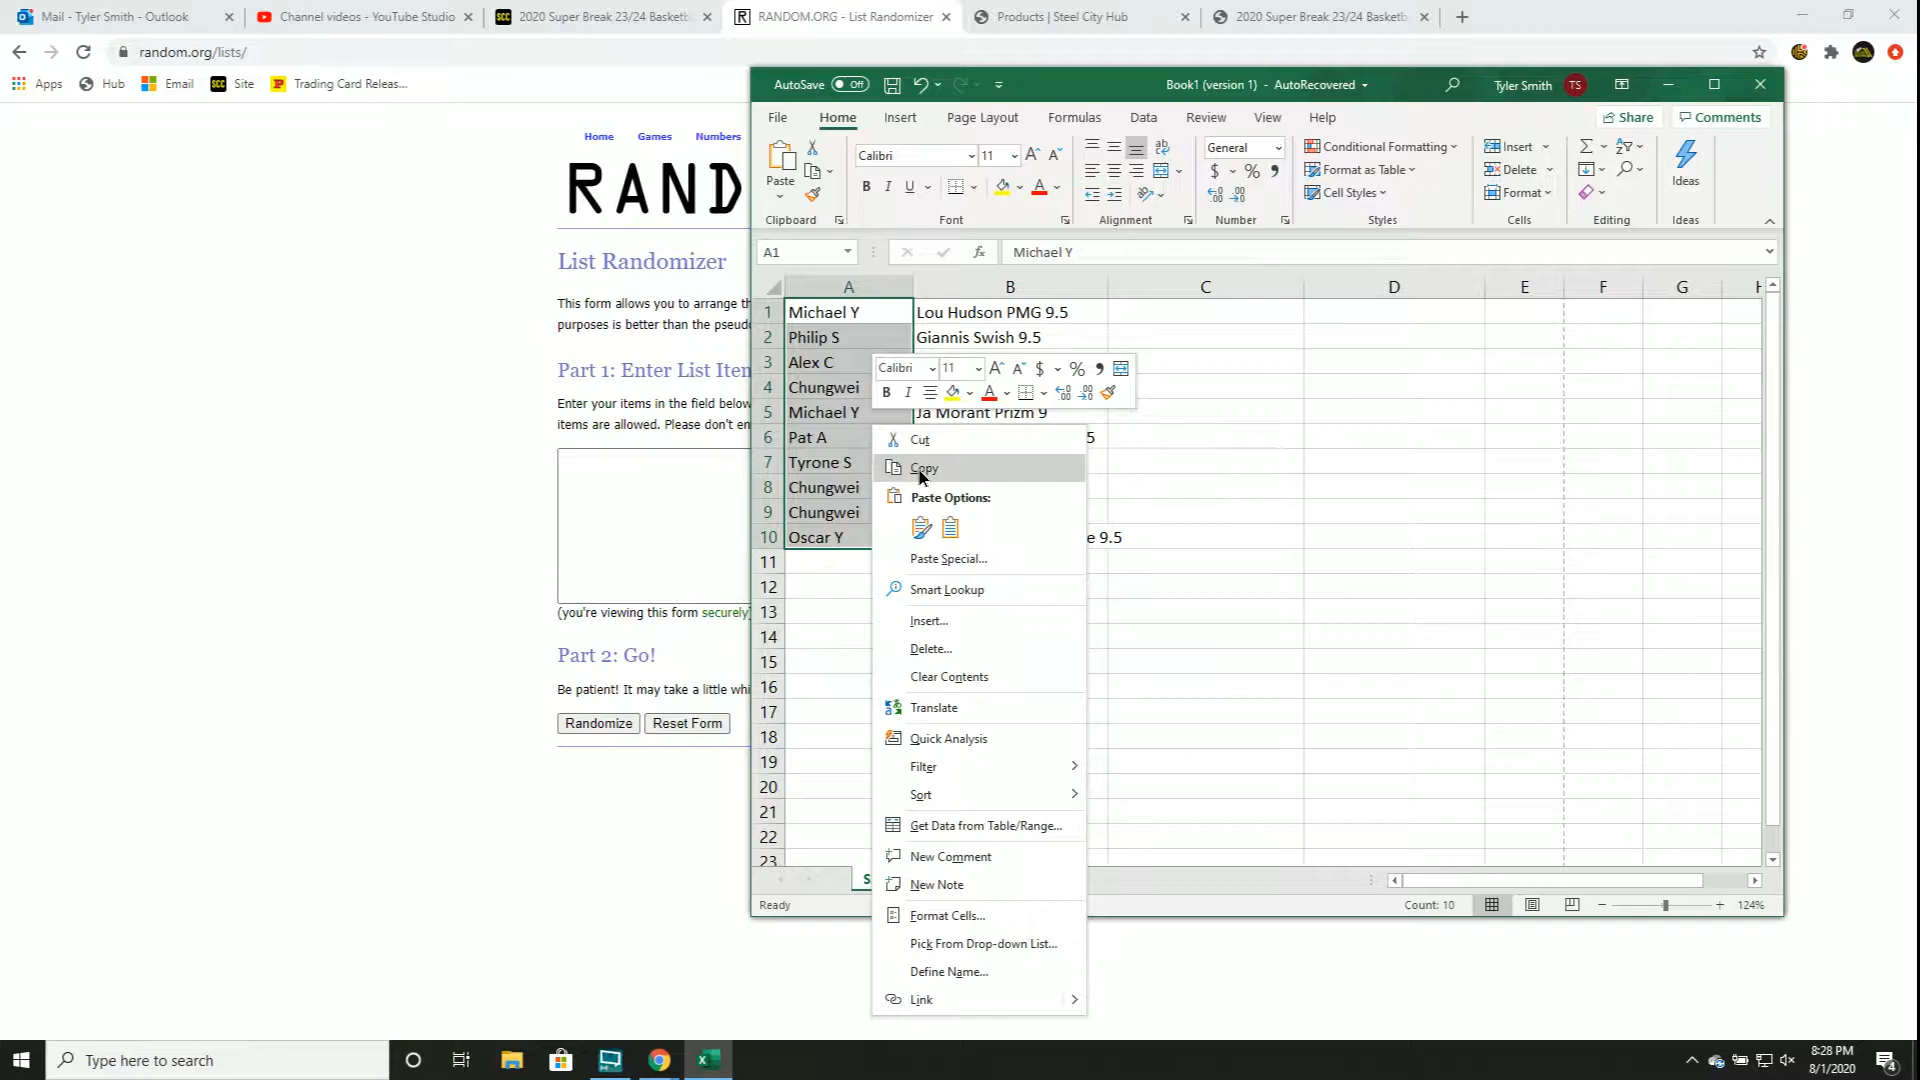 Mail - Tyler Smith - Outlook
Channel videos - YouTube Studio
SCC 2020 Super Break 23/24 Basketb
RANDOM.ORG - List Randomizer
Products | Steel City Hub
2020 Super Break 23/24 Basketb
random.org/lists/
Apps
Hub
Email
SCC Site
Trading Card Releas...
AutoSave Off
Book1 (version 1) - AutoRecovered
Tyler Smith TS
File Home Insert Page Layout Formulas Data Review View Help
Share
Comments
Paste
Calibri 11
General
Conditional Formatting
Format as Table
Cell Styles
Insert
Delete
Format
Ideas
Clipboard Font Alignment Number Styles Cells Editing Ideas
A1
fx Michael Y
A B C D E F G
1 Michael Y Lou Hudson PMG 9.5
2 Philip S Giannis Swish 9.5
3 Alex C
4 Chungwei
5 Michael Y Ja Morant Prizm 9
6 Pat A 5
7 Tyrone S
8 Chungwei
9 Chungwei
10 Oscar Y e 9.5
11
12
13
14
15
16
17
18
19
20
21
22
23
Calibri 11
B I
Cut
Copy
Paste Options:
Paste Special...
Smart Lookup
Insert...
Delete...
Clear Contents
Translate
Quick Analysis
Filter
Sort
Get Data from Table/Range...
New Comment
New Note
Format Cells...
Pick From Drop-down List...
Define Name...
Link
Ready
Count: 10
124%
Home Games Numbers
RAND
List Randomizer
This form allows you to arrange th
purposes is better than the pseudo
Part 1: Enter List Iten
Enter your items in the field below
items are allowed. Please don't en
(you're viewing this form securely
Part 2: Go!
Be patient! It may take a little whi
Randomize Reset Form
Type here to search
8:28 PM
8/1/2020
4